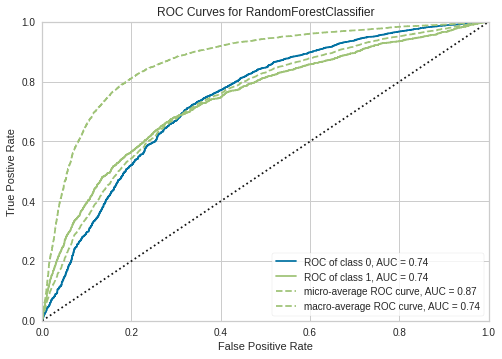 ROC Curves for RandomForestClassifier
True Postive Rate
1.0
0.8
0.6
0.4
0.2
0.0
0.0 0.2 0.4 0.6 0.8 1.0
False Positive Rate
ROC of class 0, AUC = 0.74
ROC of class 1, AUC = 0.74
micro-average ROC curve, AUC = 0.87
macro-average ROC curve, AUC = 0.74